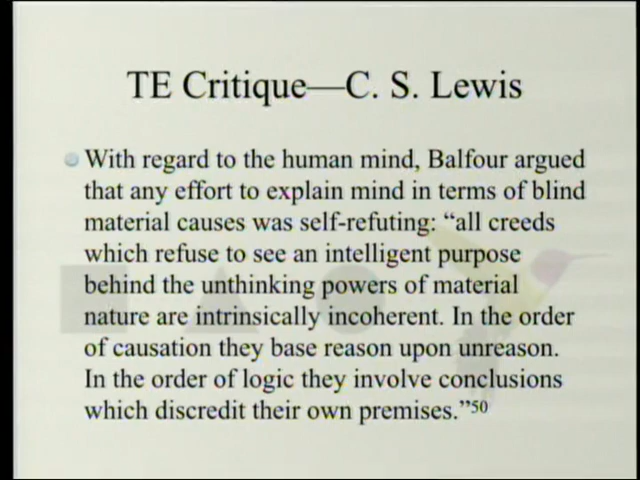 TE Critique—C. S. Lewis
With regard to the human mind, Balfour argued
that any effort to explain mind in terms of blind
material causes was self-refuting: “all creeds
which refuse to see an intelligent purpose
behind the unthinking powers of material
nature are intrinsically incoherent. In the order
of causation they base reason upon unreason.
In the order of logic they involve conclusions
which discredit their own premises.”50